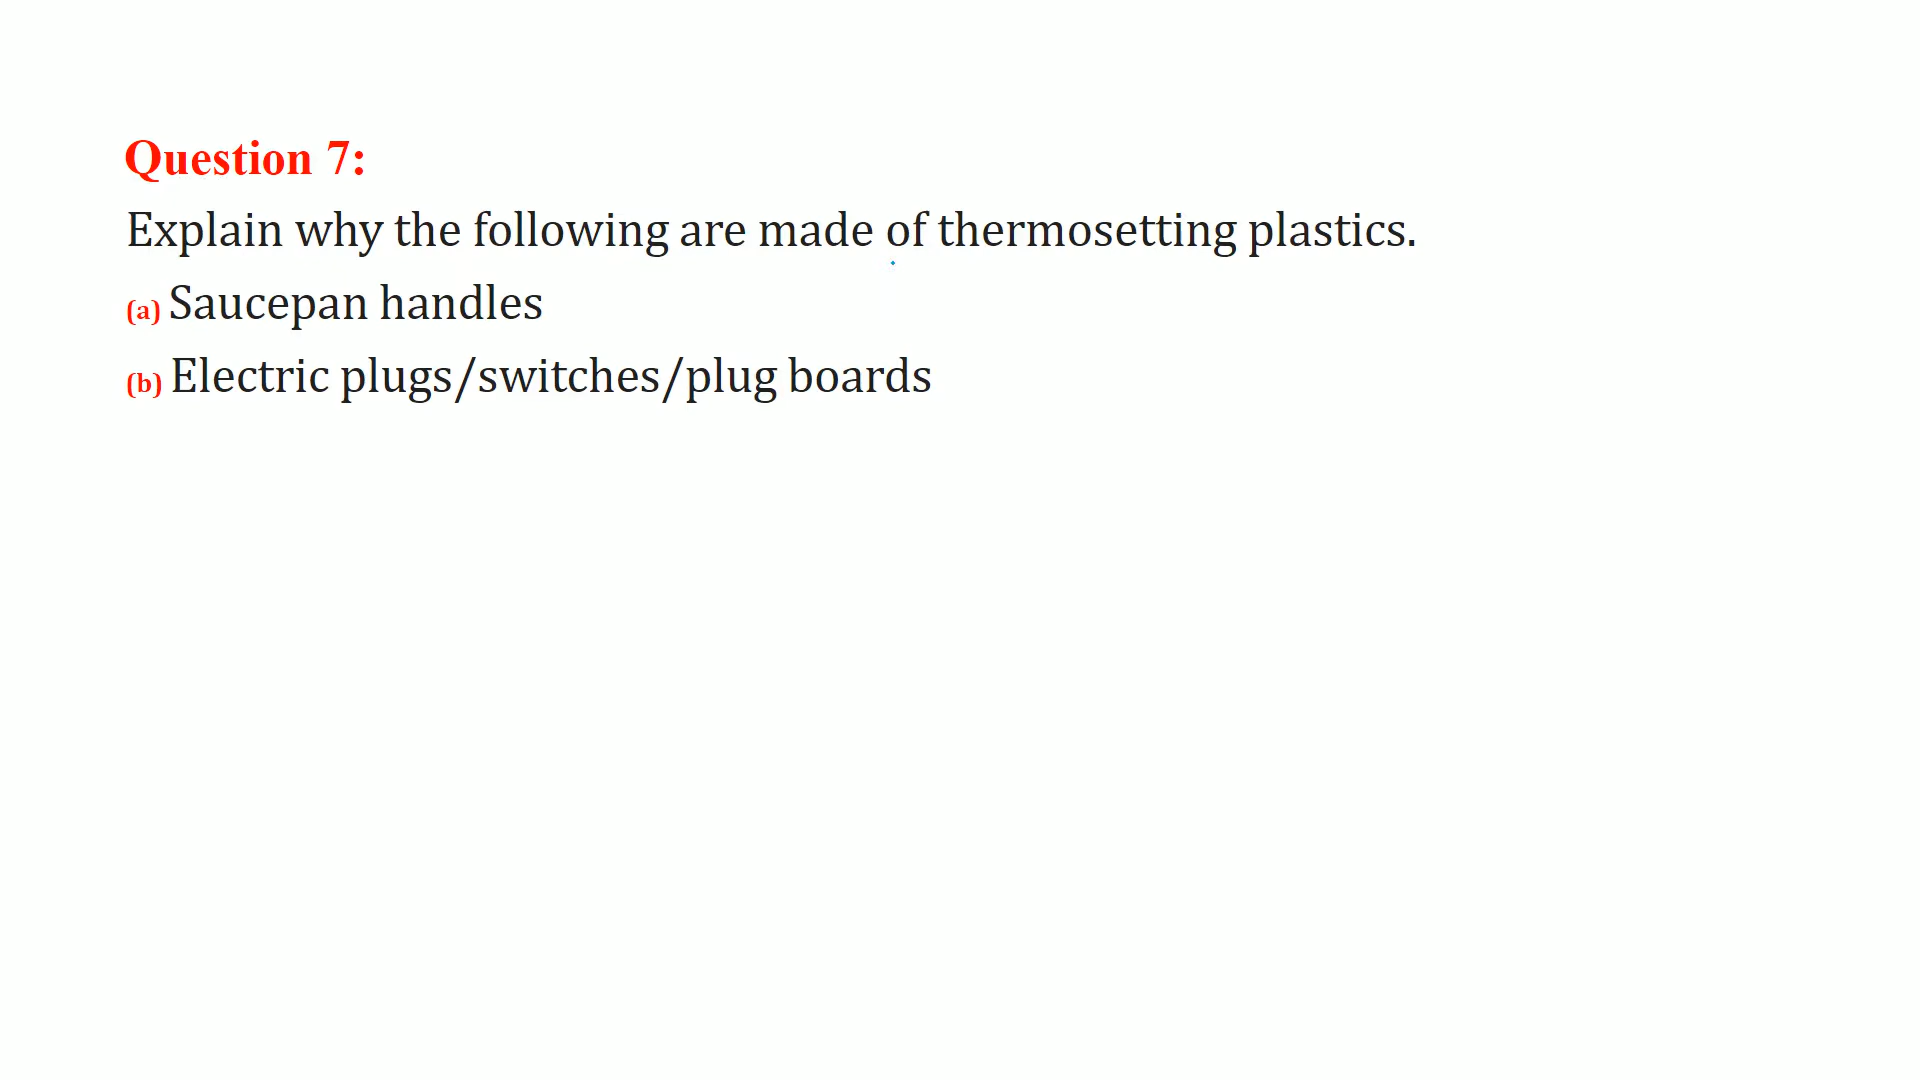 Question 7:
Explain why the following are made of thermosetting plastics.
(a) Saucepan handles
(b) Electric plugs/switches/plug boards